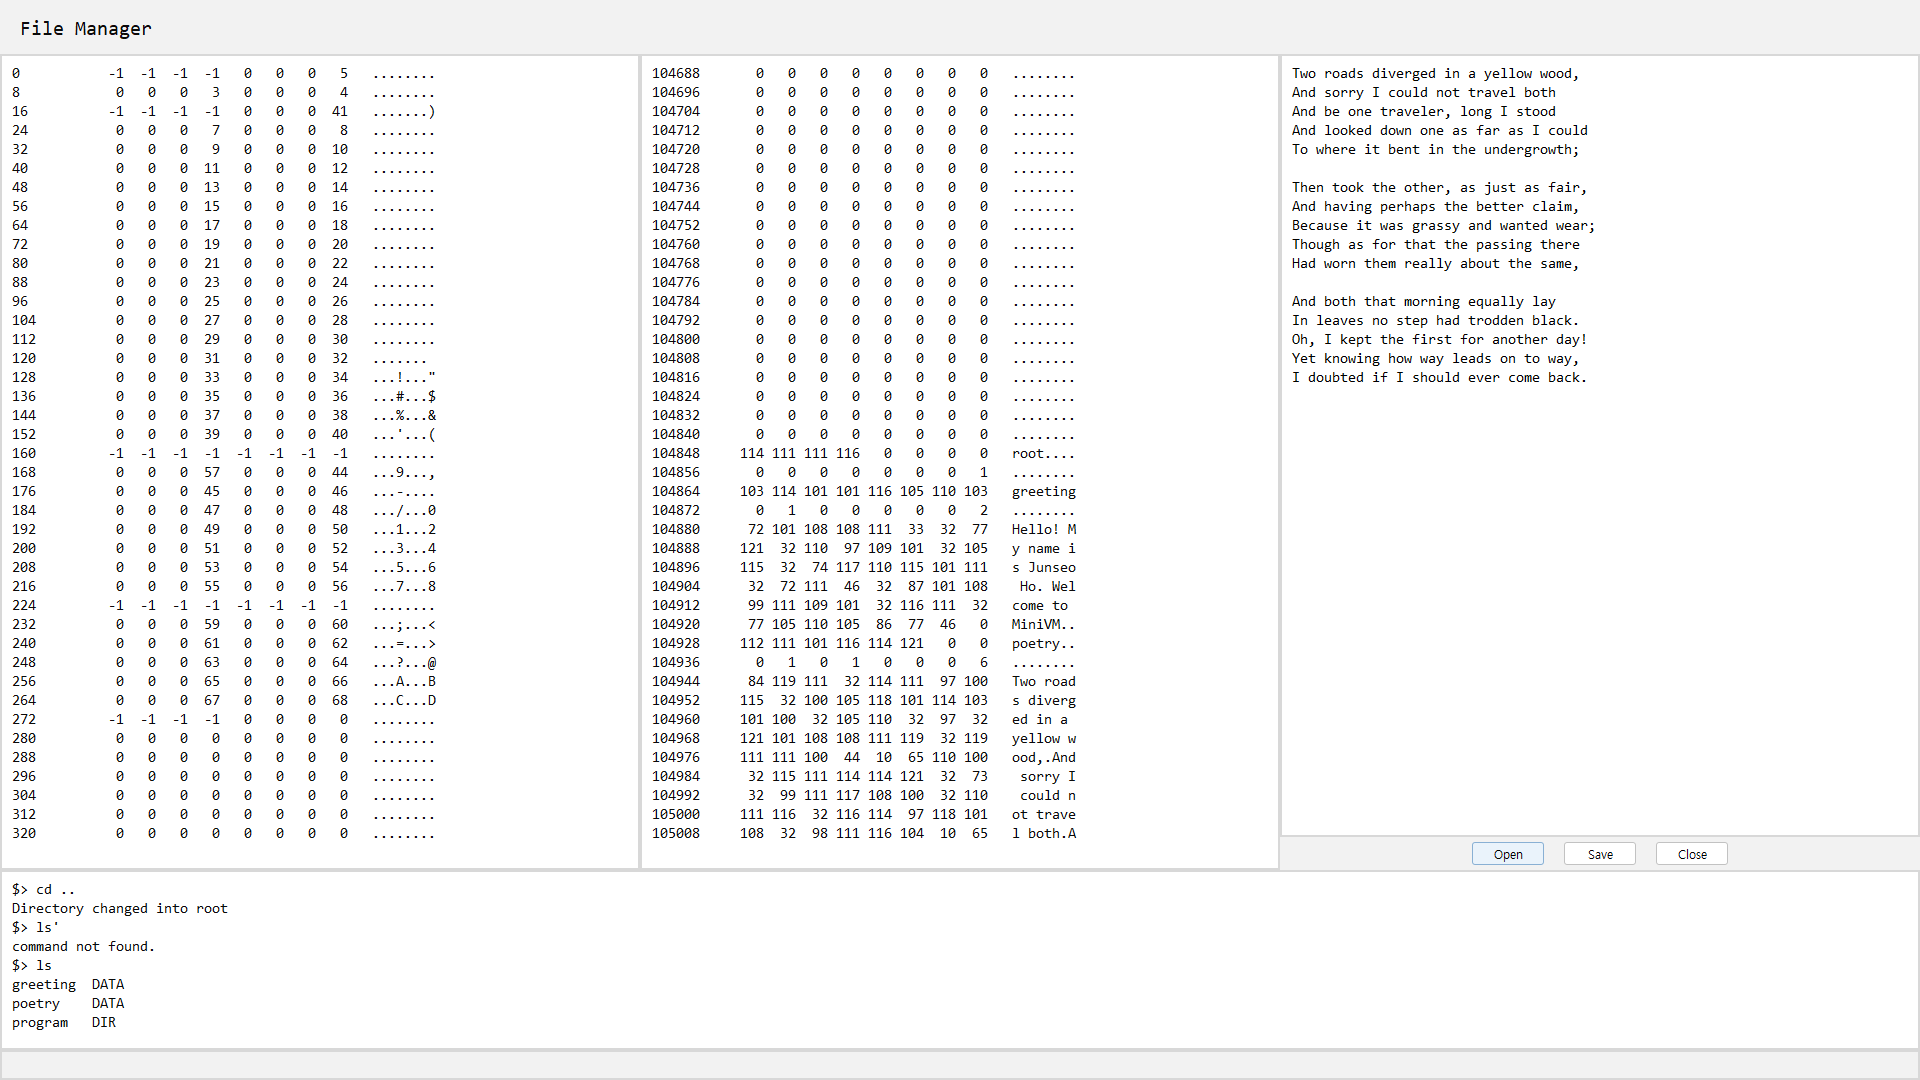 File Manager
0 -1 -1 -1 -1 0 0 0 5 ........
8 0 0 0 3 0 0 0 4 ........
16 -1 -1 -1 -1 0 0 0 41 .......)
24 0 0 0 7 0 0 0 8 ........
32 0 0 0 9 0 0 0 10 ........
40 0 0 0 11 0 0 0 12 ........
48 0 0 0 13 0 0 0 14 ........
56 0 0 0 15 0 0 0 16 ........
64 0 0 0 17 0 0 0 18 ........
72 0 0 0 19 0 0 0 20 ........
80 0 0 0 21 0 0 0 22 ........
88 0 0 0 23 0 0 0 24 ........
96 0 0 0 25 0 0 0 26 ........
104 0 0 0 27 0 0 0 28 ........
112 0 0 0 29 0 0 0 30 ........
120 0 0 0 31 0 0 0 32 .......
128 0 0 0 33 0 0 0 34 ...!..."
136 0 0 0 35 0 0 0 36 ...#...$
144 0 0 0 37 0 0 0 38 ...%...&
152 0 0 0 39 0 0 0 40 ...'...(
160 -1 -1 -1 -1 -1 -1 -1 -1 ........
168 0 0 0 57 0 0 0 44 ...9...,
176 0 0 0 45 0 0 0 46 ...-....
184 0 0 0 47 0 0 0 48 .../...0
192 0 0 0 49 0 0 0 50 ...1...2
200 0 0 0 51 0 0 0 52 ...3...4
208 0 0 0 53 0 0 0 54 ...5...6
216 0 0 0 55 0 0 0 56 ...7...8
224 -1 -1 -1 -1 -1 -1 -1 -1 ........
232 0 0 0 59 0 0 0 60 ...;...<
240 0 0 0 61 0 0 0 62 ...=...>
248 0 0 0 63 0 0 0 64 ...?...@
256 0 0 0 65 0 0 0 66 ...A...B
264 0 0 0 67 0 0 0 68 ...C...D
272 -1 -1 -1 -1 0 0 0 0 ........
280 0 0 0 0 0 0 0 0 ........
288 0 0 0 0 0 0 0 0 ........
296 0 0 0 0 0 0 0 0 ........
304 0 0 0 0 0 0 0 0 ........
312 0 0 0 0 0 0 0 0 ........
320 0 0 0 0 0 0 0 0 ........
104688 0 0 0 0 0 0 0 0 ........
104696 0 0 0 0 0 0 0 0 ........
104704 0 0 0 0 0 0 0 0 ........
104712 0 0 0 0 0 0 0 0 ........
104720 0 0 0 0 0 0 0 0 ........
104728 0 0 0 0 0 0 0 0 ........
104736 0 0 0 0 0 0 0 0 ........
104744 0 0 0 0 0 0 0 0 ........
104752 0 0 0 0 0 0 0 0 ........
104760 0 0 0 0 0 0 0 0 ........
104768 0 0 0 0 0 0 0 0 ........
104776 0 0 0 0 0 0 0 0 ........
104784 0 0 0 0 0 0 0 0 ........
104792 0 0 0 0 0 0 0 0 ........
104800 0 0 0 0 0 0 0 0 ........
104808 0 0 0 0 0 0 0 0 ........
104816 0 0 0 0 0 0 0 0 ........
104824 0 0 0 0 0 0 0 0 ........
104832 0 0 0 0 0 0 0 0 ........
104840 0 0 0 0 0 0 0 0 ........
104848 114 111 111 116 0 0 0 0 root....
104856 0 0 0 0 0 0 0 1 ........
104864 103 114 101 101 116 105 110 103 greeting
104872 0 1 0 0 0 0 0 2 ........
104880 72 101 108 108 111 33 32 77 Hello! M
104888 121 32 110 97 109 101 32 105 y name i
104896 115 32 74 117 110 115 101 111 s Junseo
104904 32 72 111 46 32 87 101 108 Ho. Wel
104912 99 111 109 101 32 116 111 32 come to
104920 77 105 110 105 86 77 46 0 MiniVM..
104928 112 111 101 116 114 121 0 0 poetry..
104936 0 1 0 1 0 0 0 6 ........
104944 84 119 111 32 114 111 97 100 Two road
104952 115 32 100 105 118 101 114 103 s diverg
104960 101 100 32 105 110 32 97 32 ed in a
104968 121 101 108 108 111 119 32 119 yellow w
104976 111 111 100 44 10 65 110 100 ood,.And
104984 32 115 111 114 114 121 32 73 sorry I
104992 32 99 111 117 108 100 32 110 could n
105000 111 116 32 116 114 97 118 101 ot trave
105008 108 32 98 111 116 104 10 65 l both.A
Two roads diverged in a yellow wood,
And sorry I could not travel both
And be one traveler, long I stood
And looked down one as far as I could
To where it bent in the undergrowth;
Then took the other, as just as fair,
And having perhaps the better claim,
Because it was grassy and wanted wear;
Though as for that the passing there
Had worn them really about the same,
And both that morning equally lay
In leaves no step had trodden black.
Oh, I kept the first for another day!
Yet knowing how way leads on to way,
I doubted if I should ever come back.
Open Save Close
$> cd ..
Directory changed into root
$> ls'
command not found.
$> ls
greeting DATA
poetry DATA
program DIR